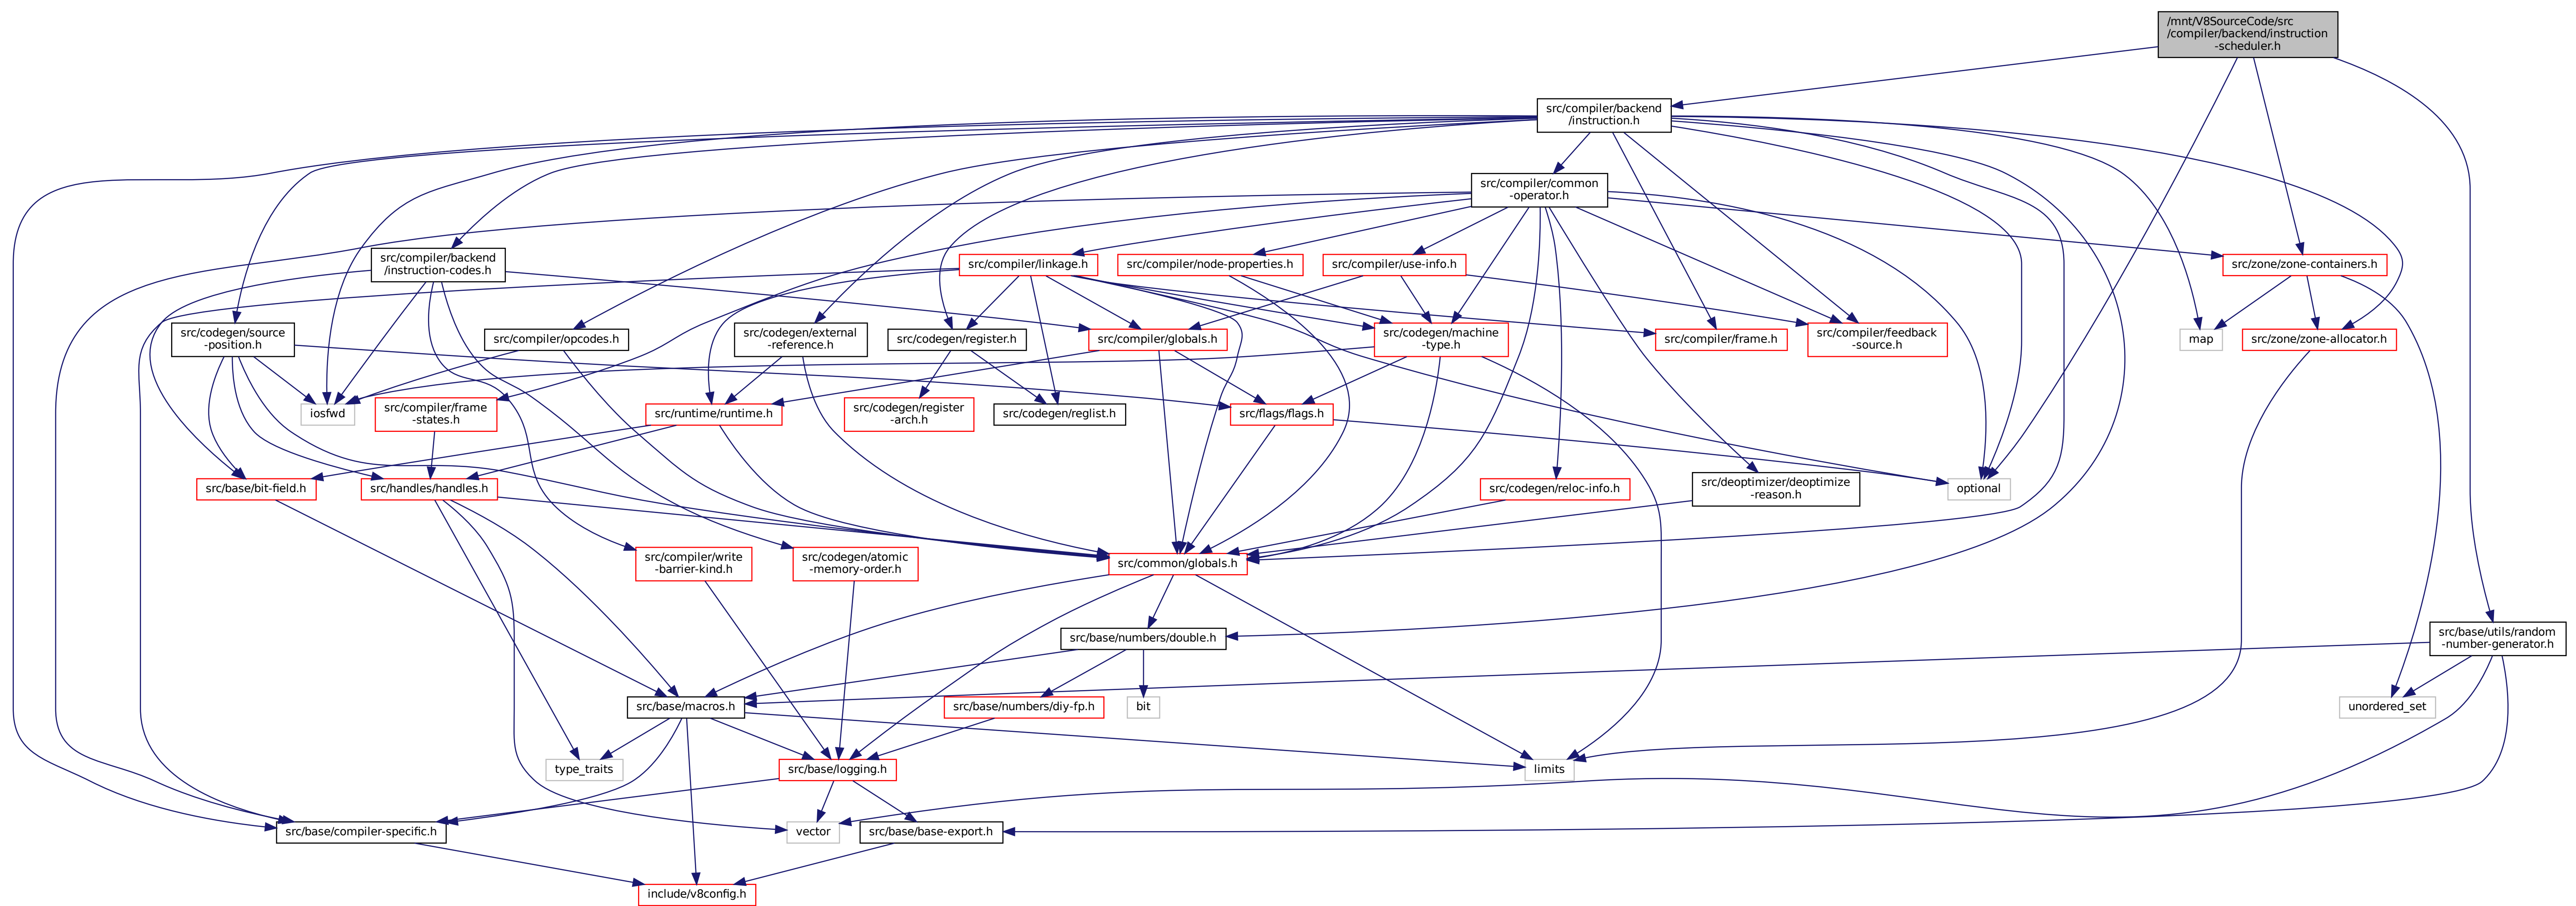 /mnt/V8SourceCode/src
/compiler/backend/instruction
-scheduler.h
src/compiler/backend
/instruction.h
src/compiler/common
-operator.h
src/compiler/backend
/instruction-codes.h
src/compiler/linkage.h
src/compiler/node-properties.h
src/compiler/use-info.h
src/zone/zone-containers.h
src/codegen/source
-position.h
src/compiler/opcodes.h
src/codegen/external
-reference.h
src/codegen/register.h
src/compiler/globals.h
src/codegen/machine
-type.h
src/compiler/frame.h
src/compiler/feedback
-source.h
map
src/zone/zone-allocator.h
iosfwd
src/compiler/frame
-states.h
src/runtime/runtime.h
src/codegen/register
-arch.h
src/codegen/reglist.h
src/flags/flags.h
src/base/bit-field.h
src/handles/handles.h
src/codegen/reloc-info.h
src/deoptimizer/deoptimize
-reason.h
optional
src/compiler/write
-barrier-kind.h
src/codegen/atomic
-memory-order.h
src/common/globals.h
src/base/numbers/double.h
src/base/utils/random
-number-generator.h
src/base/macros.h
src/base/numbers/diy-fp.h
bit
unordered_set
type_traits
src/base/logging.h
limits
src/base/compiler-specific.h
vector
src/base/base-export.h
include/v8config.h